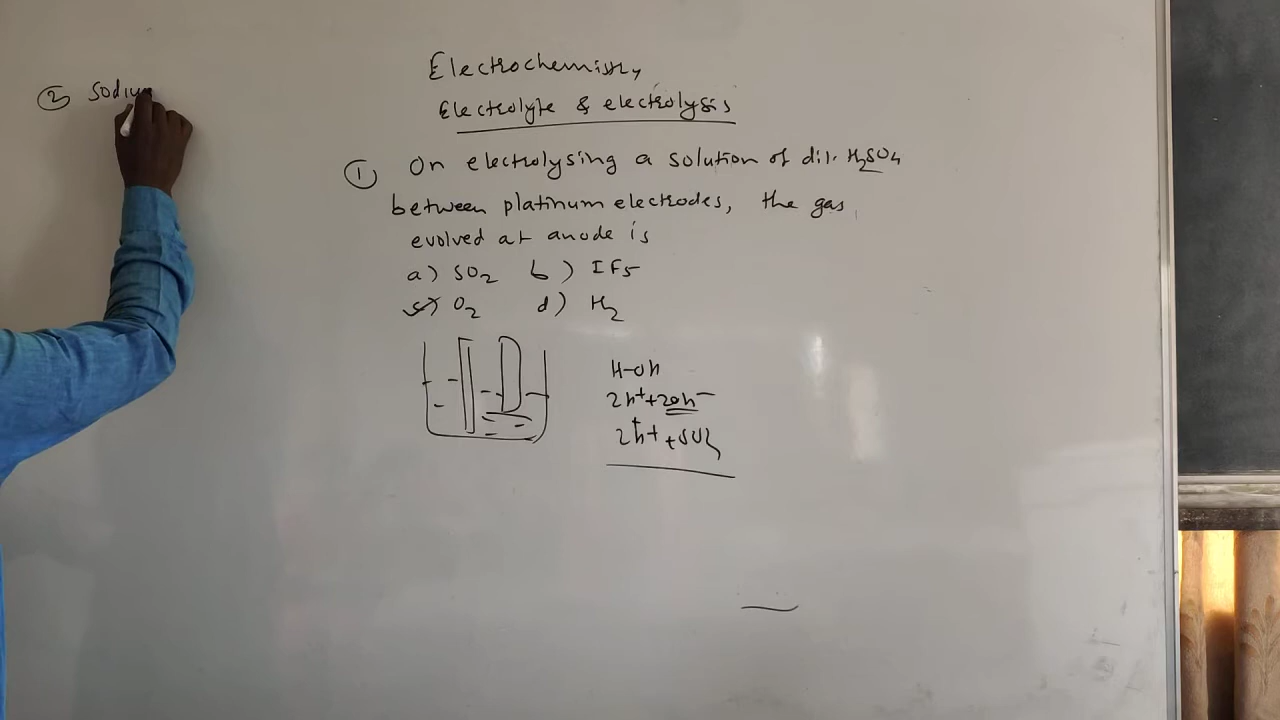 Electrochemistry
Electrolyte & electrolysis
① On electrolysing a solution of dil. H2SO4
between platinum electrodes, the gas
evolved at anode is
a) SO2 b) IF5
c) O2 d) H2
H-OH
2H+ + 2OH-
2H+ + SO4
② Sodium